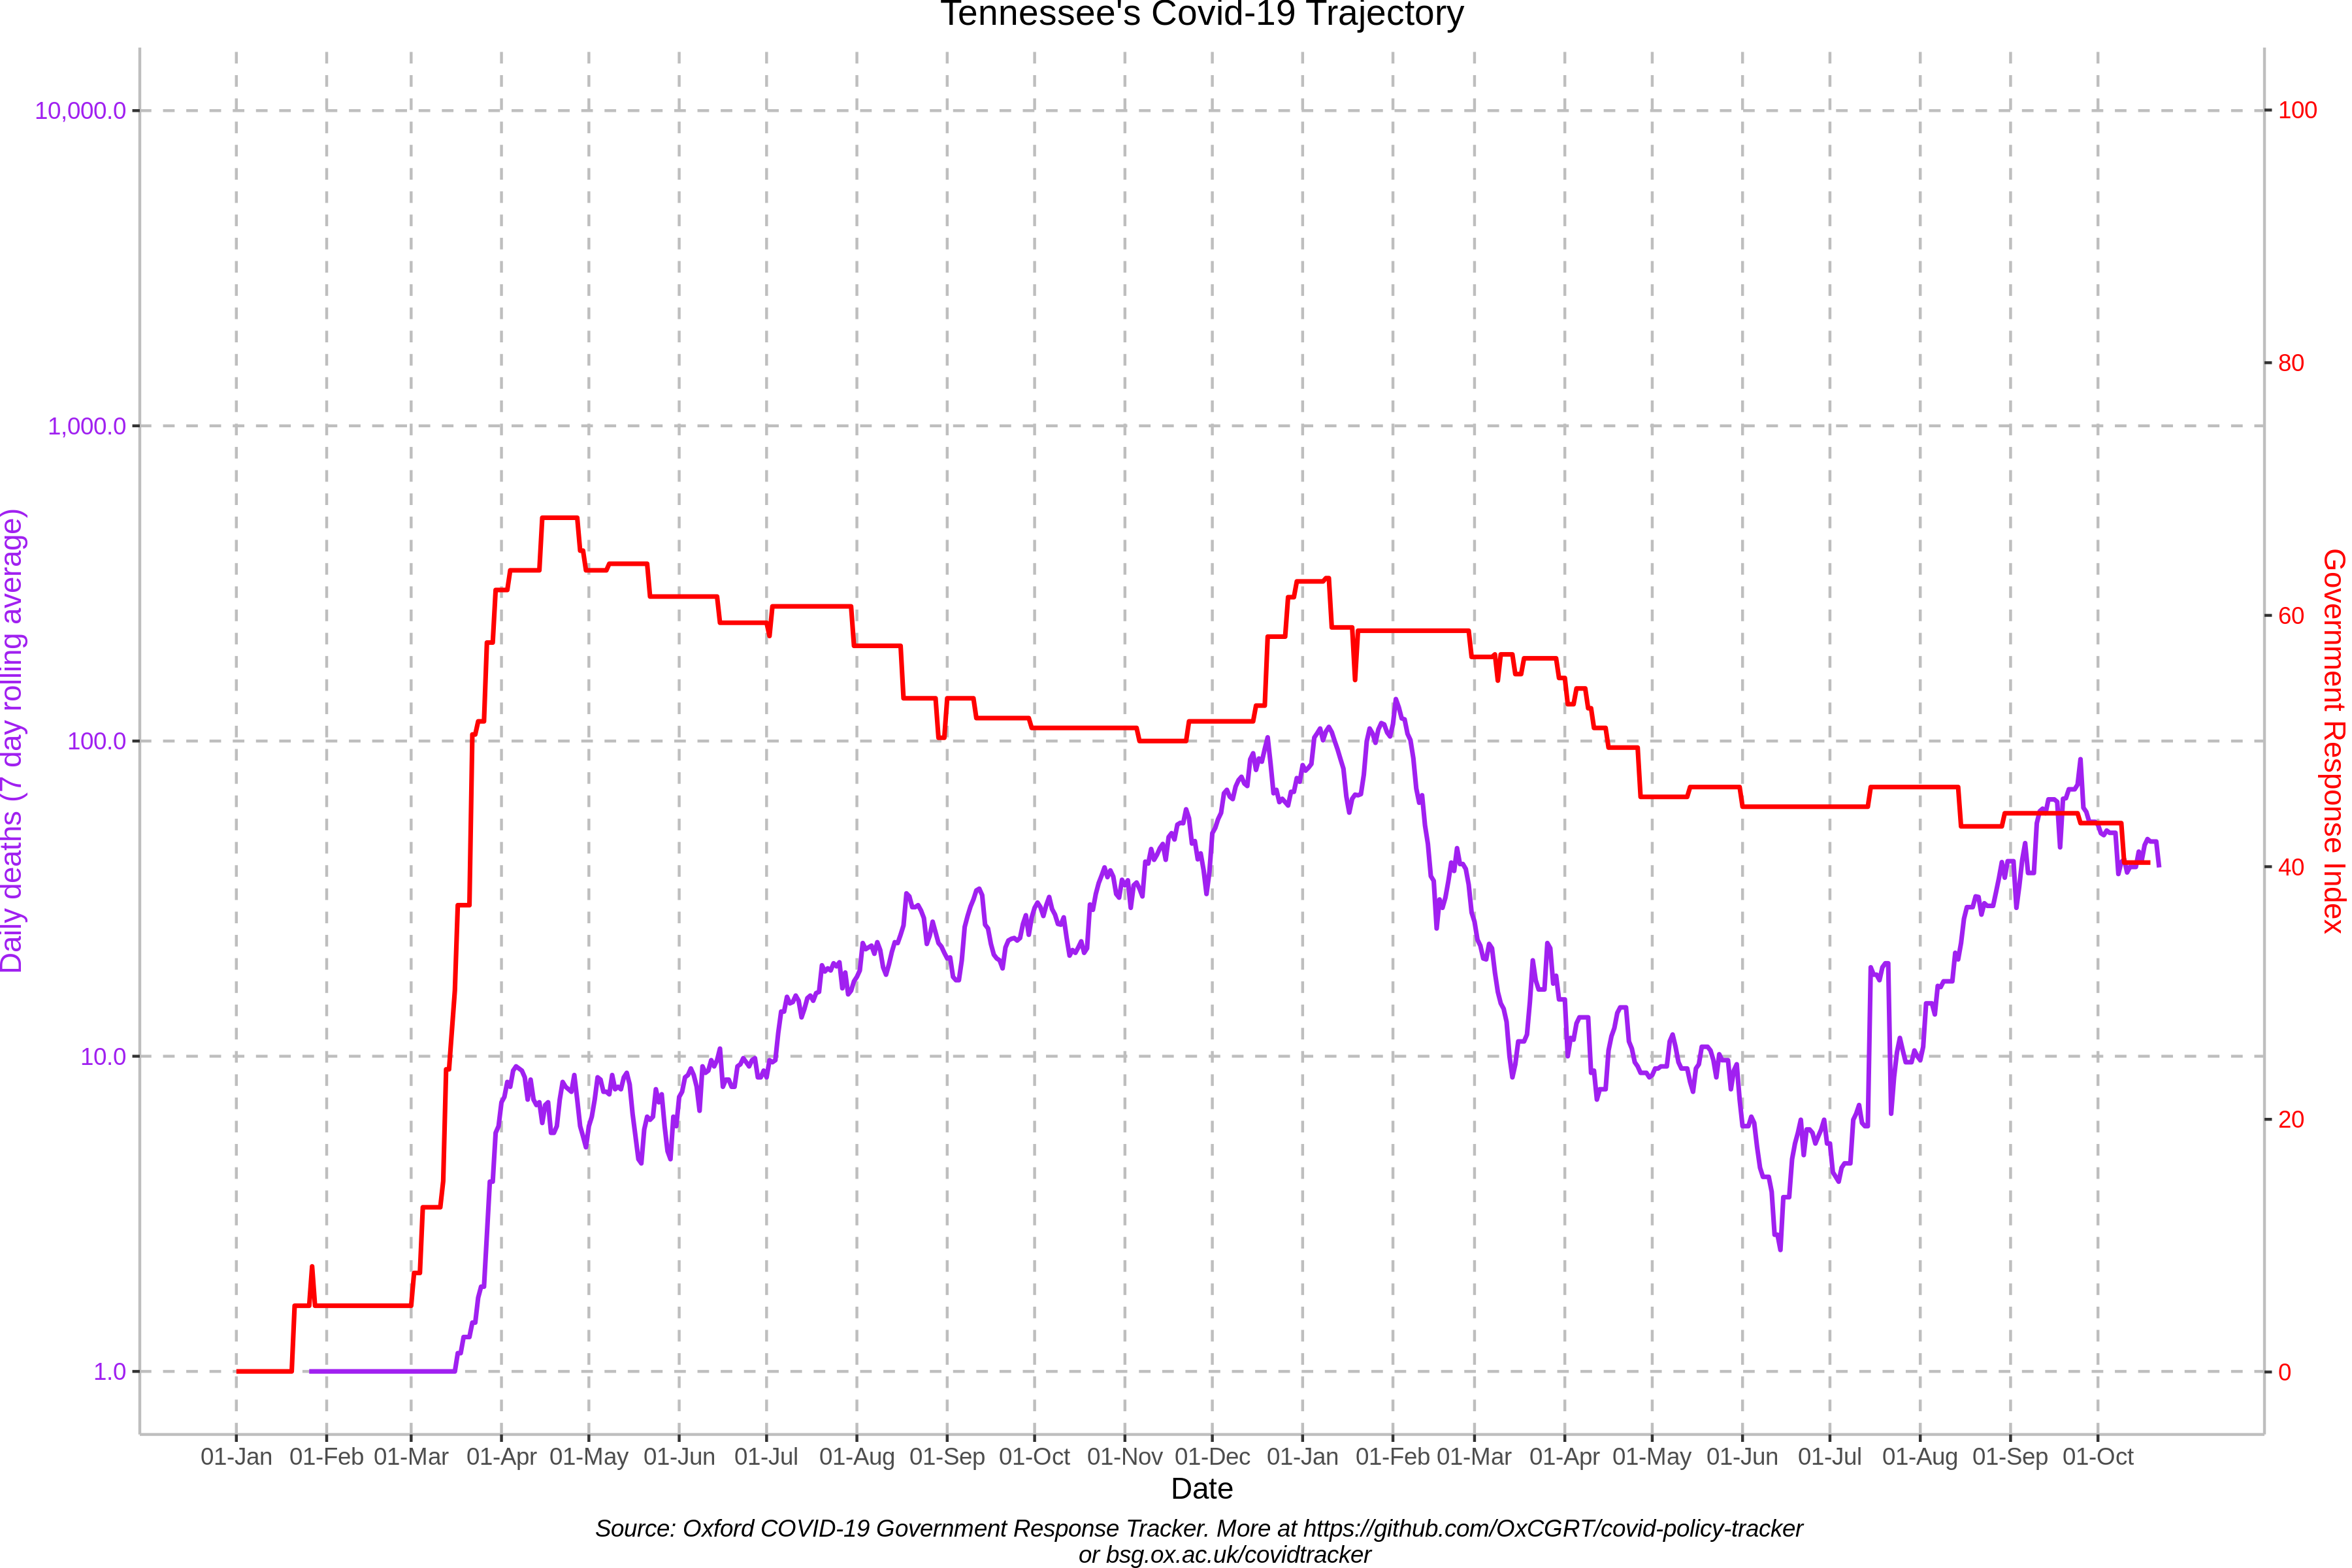 Tennessee's Covid-19 Trajectory
10,000.0
1,000.0
100.0
10.0
1.0
Daily deaths (7 day rolling average)
100
80
60
40
20
0
Government Response Index
01-Jan 01-Feb 01-Mar 01-Apr 01-May 01-Jun 01-Jul 01-Aug 01-Sep 01-Oct 01-Nov 01-Dec 01-Jan 01-Feb 01-Mar 01-Apr 01-May 01-Jun 01-Jul 01-Aug 01-Sep 01-Oct
Date
Source: Oxford COVID-19 Government Response Tracker. More at https://github.com/OxCGRT/covid-policy-tracker
or bsg.ox.ac.uk/covidtracker